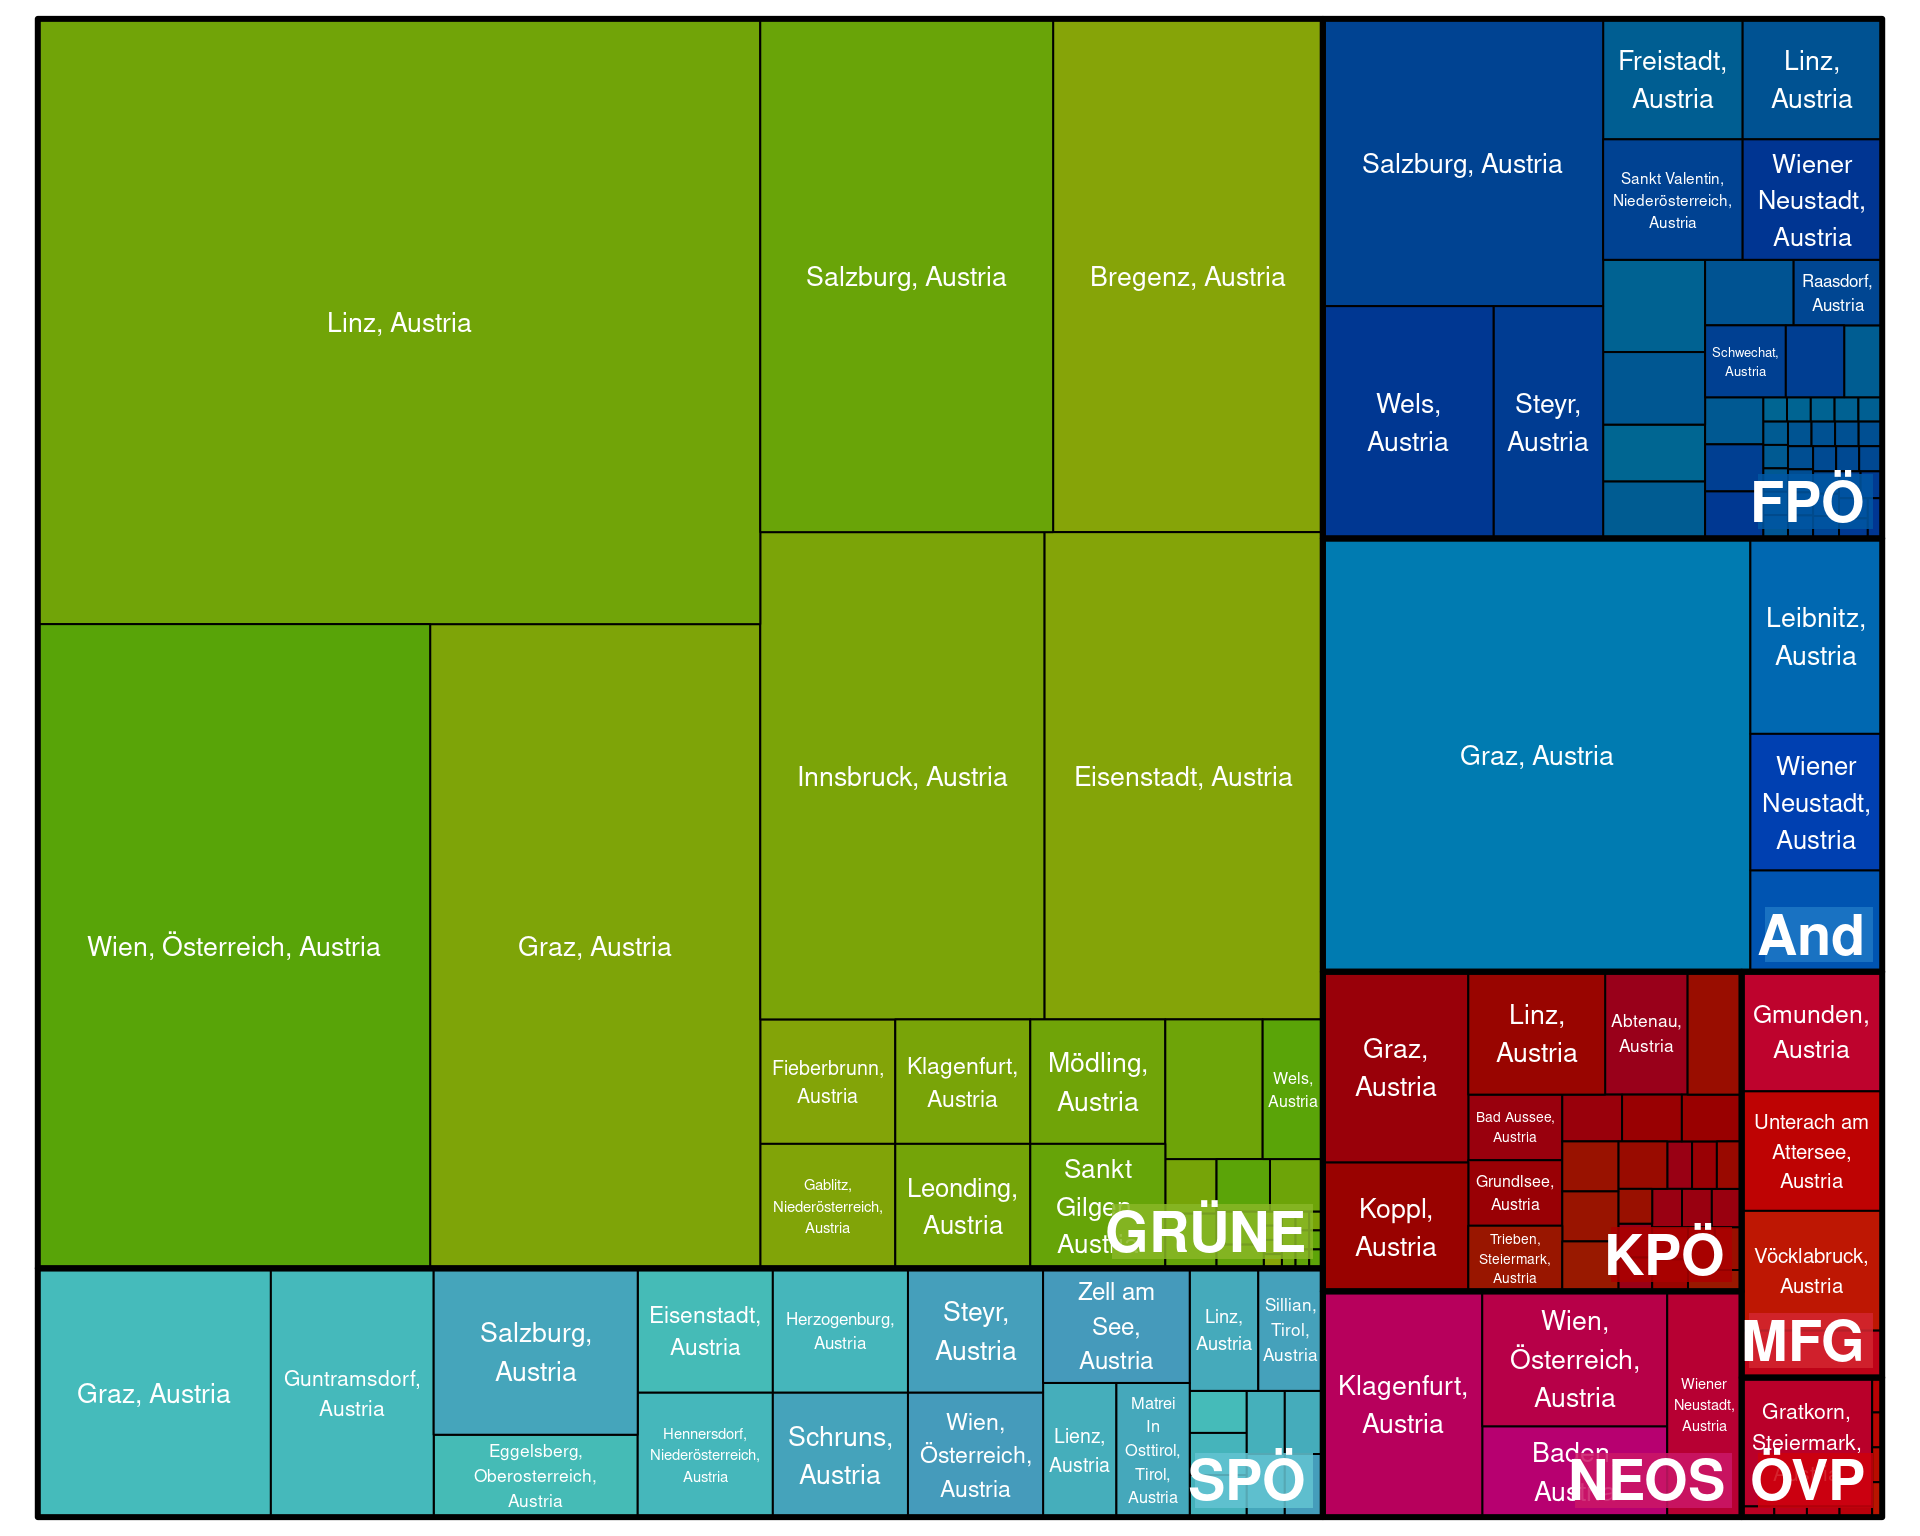 Linz, Austria
Salzburg, Austria
Bregenz, Austria
Wien, Österreich, Austria
Graz, Austria
Innsbruck, Austria
Eisenstadt, Austria
Fieberbrunn,
Austria
Klagenfurt,
Austria
Mödling,
Austria
Wels,
Austria
Gablitz,
Niederösterreich,
Austria
Leonding,
Austria
Sankt
Gilgen,
Austria
GRÜNE
Graz, Austria
Guntramsdorf,
Austria
Salzburg,
Austria
Eggelsberg,
Oberosterreich,
Austria
Eisenstadt,
Austria
Hennersdorf,
Niederösterreich,
Austria
Herzogenburg,
Austria
Schruns,
Austria
Steyr,
Austria
Wien,
Österreich,
Austria
Zell am
See,
Austria
Lienz,
Austria
Matrei
In
Osttirol,
Tirol,
Austria
Linz,
Austria
Sillian,
Tirol,
Austria
SPÖ
Salzburg, Austria
Wels,
Austria
Steyr,
Austria
Freistadt,
Austria
Linz,
Austria
Sankt Valentin,
Niederösterreich,
Austria
Wiener
Neustadt,
Austria
Raasdorf,
Austria
Schwechat,
Austria
FPÖ
Graz, Austria
Leibnitz,
Austria
Wiener
Neustadt,
Austria
And
Graz,
Austria
Koppl,
Austria
Linz,
Austria
Abtenau,
Austria
Bad Aussee,
Austria
Grundlsee,
Austria
Trieben,
Steiermark,
Austria
KPÖ
Gmunden,
Austria
Unterach am
Attersee,
Austria
Vöcklabruck,
Austria
MFG
Klagenfurt,
Austria
Wien,
Österreich,
Austria
Baden,
Austria
Wiener
Neustadt,
Austria
NEOS
Gratkorn,
Steiermark,
ÖVP